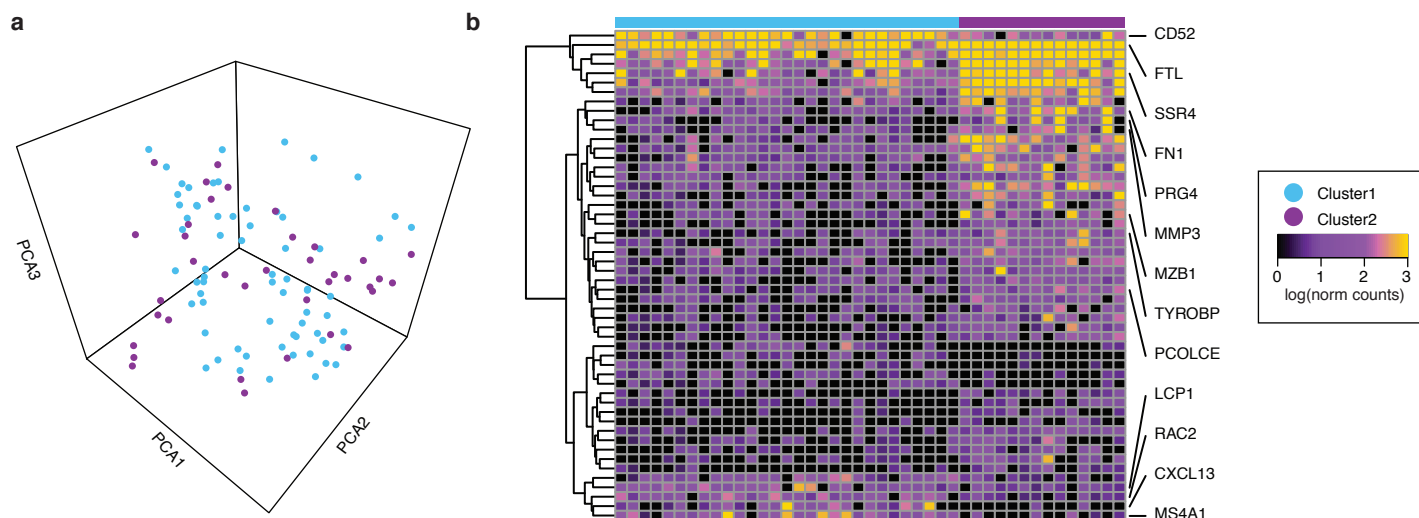 a
PCA3
PCA1
PCA2
b
CD52
FTL
SSR4
FN1
PRG4
MMP3
MZB1
TYROBP
PCOLCE
LCP1
RAC2
CXCL13
MS4A1
Cluster1
Cluster2
0 1 2 3
log(norm counts)